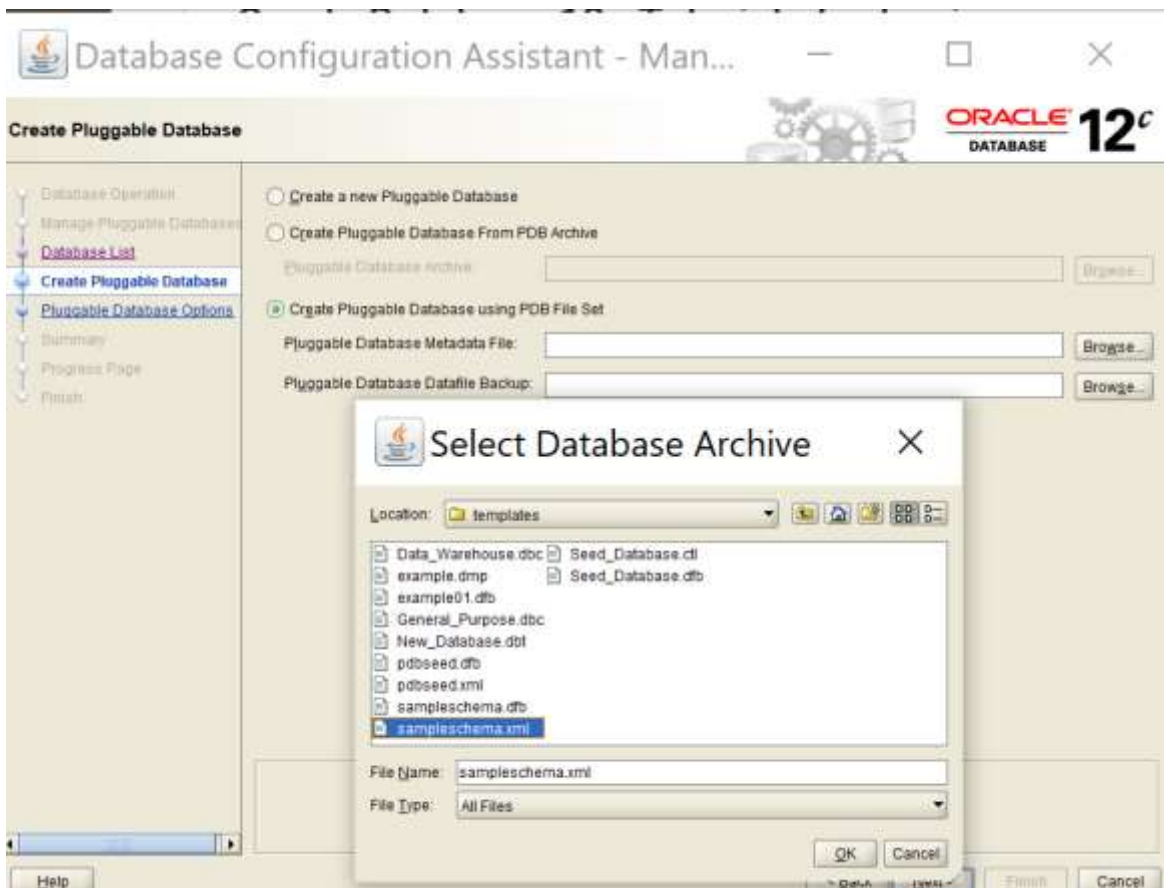 Database Configuration Assistant - Man...
Create Pluggable Database
ORACLE
DATABASE
12c
Database Operation
Manage Pluggable Databases
Database List
Create Pluggable Database
Pluggable Database Options
Summary
Progress Page
Finish
Create a new Pluggable Database
Create Pluggable Database From PDB Archive
Pluggable Database Archive:
Browse...
Create Pluggable Database using PDB File Set
Pluggable Database Metadata File:
Browse...
Pluggable Database Datafile Backup:
Browse...
Select Database Archive
Location:
templates
Data_Warehouse.dbc
example.dmp
example01.dfb
General_Purpose.dbc
New_Database.dbt
pdbseed.dfb
pdbseed.xml
sampleschema.dfb
sampleschema.xml
Seed_Database.ctl
Seed_Database.dfb
File Name:
sampleschema.xml
File Type:
All Files
OK
Cancel
Help
Back
Next
Finish
Cancel